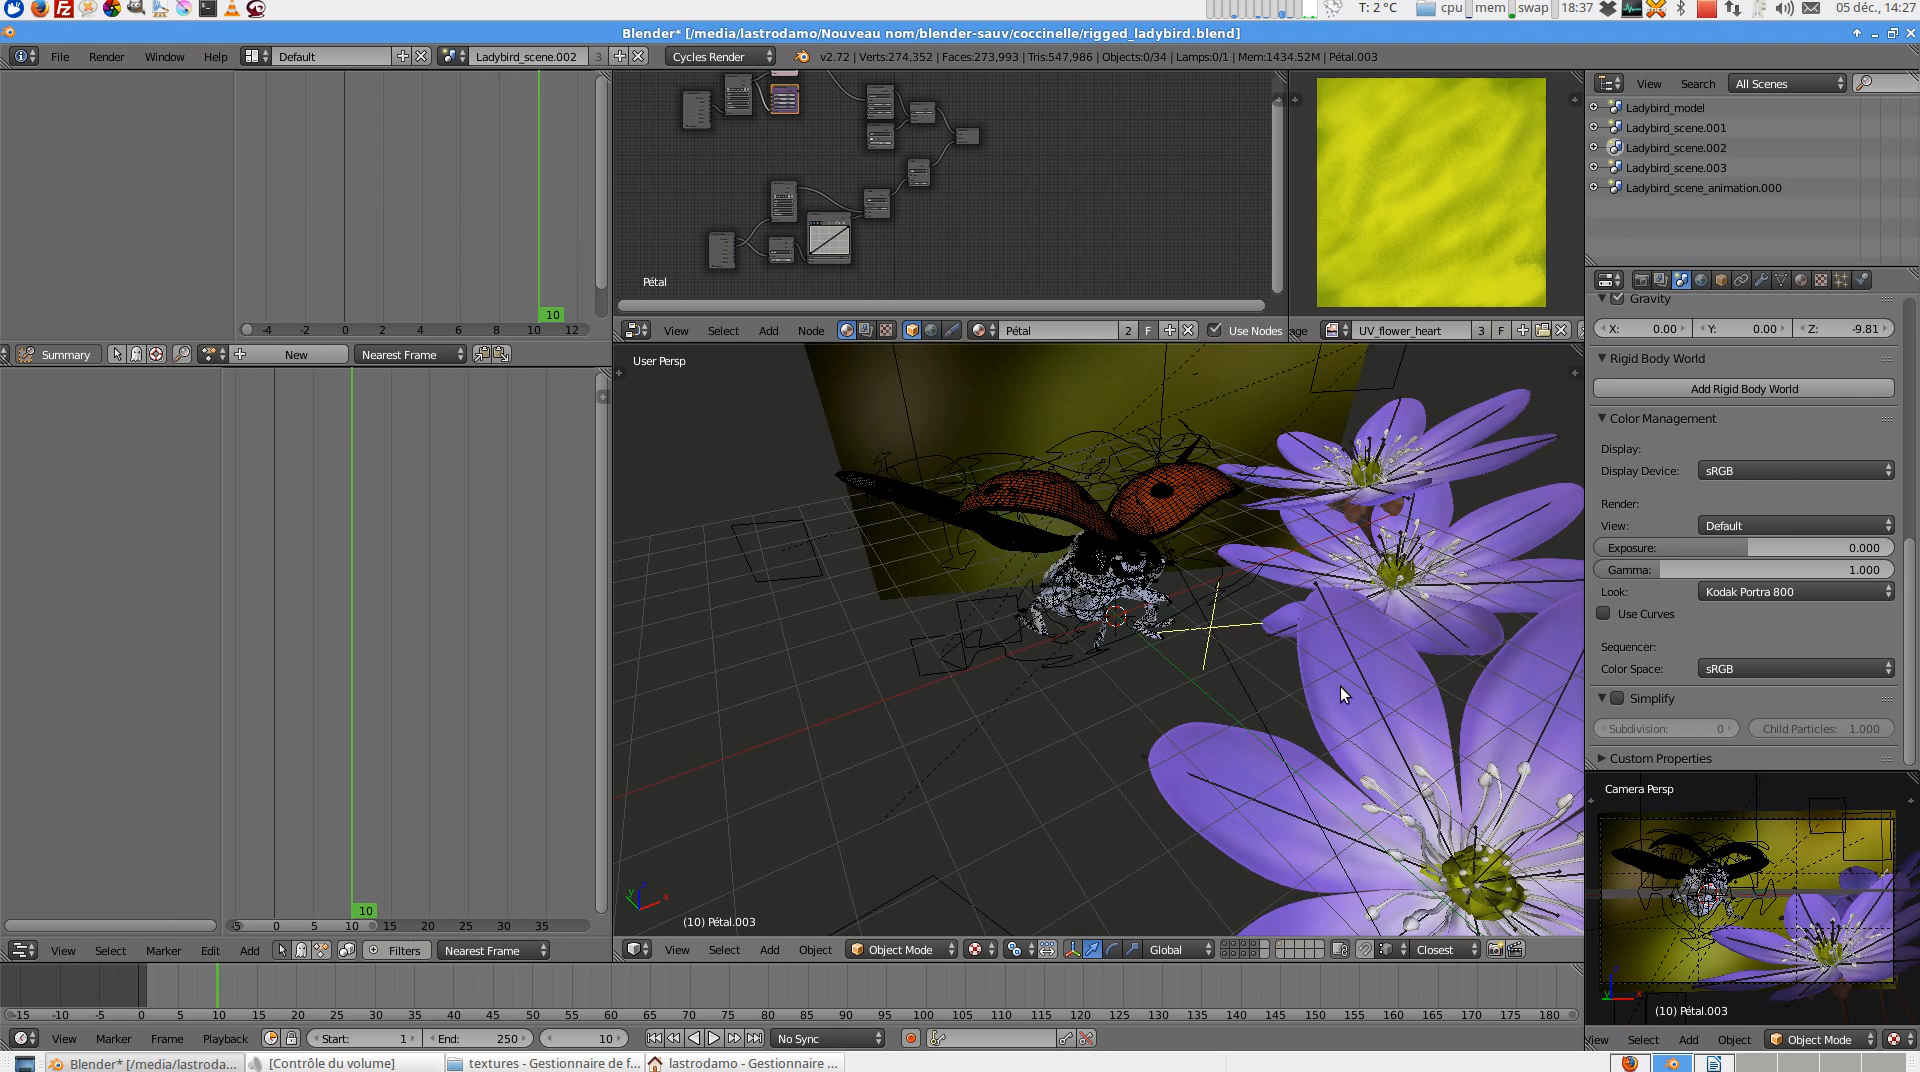 T: 2 °C cpu mem swap 18:37 05 déc., 14:27
Blender* [/media/lastrodamo/Nouveau nom/blender-sauv/coccinelle/rigged_ladybird.blend]
File Render Window Help Default Ladybird_scene.002 3 Cycles Render v2.72 | Verts:274,352 | Faces:273,993 | Tris:547,986 | Objects:0/34 | Lamps:0/1 | Mem:1434.52M | Pétal.003
View Search All Scenes
Ladybird_model
Ladybird_scene.001
Ladybird_scene.002
Ladybird_scene.003
Ladybird_scene_animation.000
Pétal
10
-4 -2 0 2 4 6 8 10 12
View Select Add Node Pétal 2 F Use Nodes age UV_flower_heart 3 F
Summary New Nearest Frame
Gravity
X: 0.00 Y: 0.00 Z: -9.81
Rigid Body World
Add Rigid Body World
Color Management
Display:
Display Device: sRGB
Render:
View: Default
Exposure: 0.000
Gamma: 1.000
Look: Kodak Portra 800
Use Curves
Sequencer:
Color Space: sRGB
Simplify
Subdivision: 0 Child Particles: 1.000
Custom Properties
User Persp
(10) Pétal.003
Camera Persp
(10) Pétal.003
10
-5 0 5 10 15 20 25 30 35
View Select Marker Edit Add Filters Nearest Frame
View Select Add Object Object Mode Global Closest
-15 -10 -5 0 5 10 15 20 25 30 35 40 45 50 55 60 65 70 75 80 85 90 95 100 105 110 115 120 125 130 135 140 145 150 155 160 165 170 175 180
View Marker Frame Playback Start: 1 End: 250 10 No Sync
View Select Add Object Object Mode
Blender* [/media/lastroda... [Contrôle du volume] textures - Gestionnaire de f... lastrodamo - Gestionnaire ...